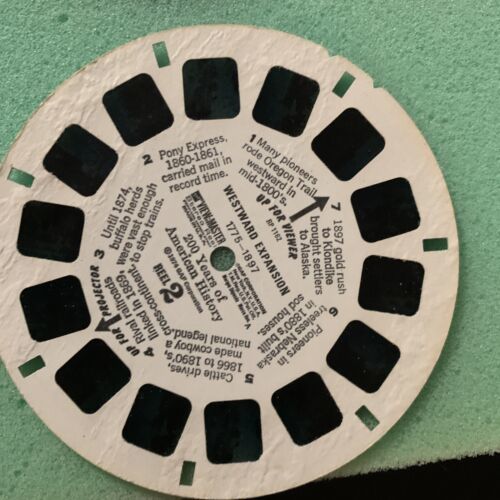 1 Many pioneers
rode Oregon Trail
westward in
mid-1800's.
UP FOR VIEWER
RP 1192
WESTWARD EXPANSION
1775-1897
VIEW-MASTER
200 Years of
American History
REEL 2
GAF CORPORATION
2 Pony Express,
1860-1861,
carried mail in
record time.
3 Until 1874,
buffalo herds
were vast enough
to stop trains.
4 Rival railroads
linked in 1869,
cross-continent.
UP FOR PROJECTOR
5
Cattle drives,
1866 to 1890's,
made cowboy a
national legend.
6
Pioneers in
treeless Nebraska
in 1880's built
sod houses.
7 1897 gold rush
to Klondike
brought settlers
to Alaska.